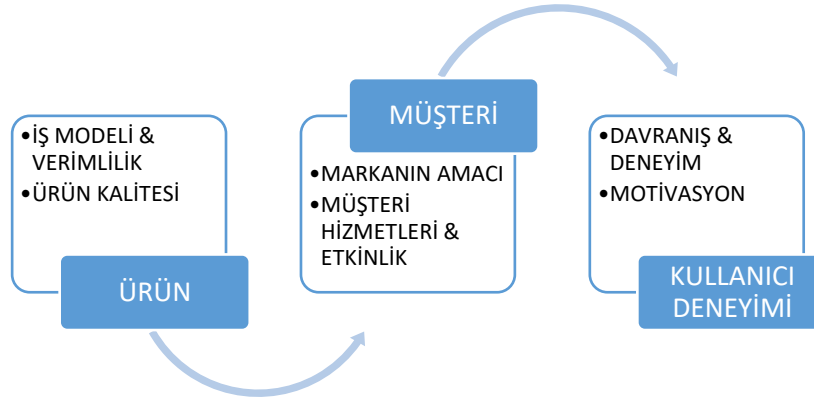 •İŞ MODELİ &
VERİMLİLİK
•ÜRÜN KALİTESİ
ÜRÜN
MÜŞTERİ
•MARKANIN AMACI
•MÜŞTERİ
HİZMETLERİ &
ETKİNLİK
•DAVRANIŞ &
DENEYİM
•MOTİVASYON
KULLANICI
DENEYİMİ